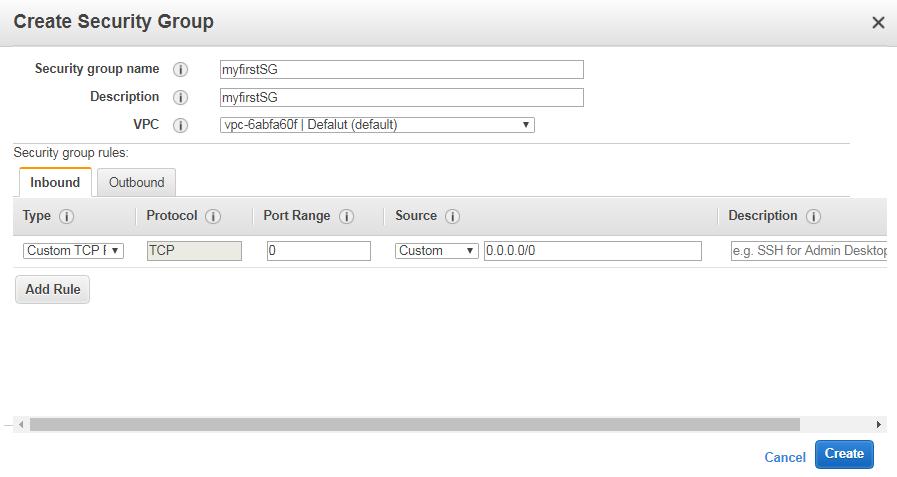 Create Security Group
Security group name myfirstSG
Description myfirstSG
VPC vpc-6abfa60f | Defalut (default)
Security group rules:
Inbound Outbound
Type Protocol Port Range Source Description
Custom TCP TCP 0 Custom 0.0.0.0/0 e.g. SSH for Admin Desktop
Add Rule
Cancel Create